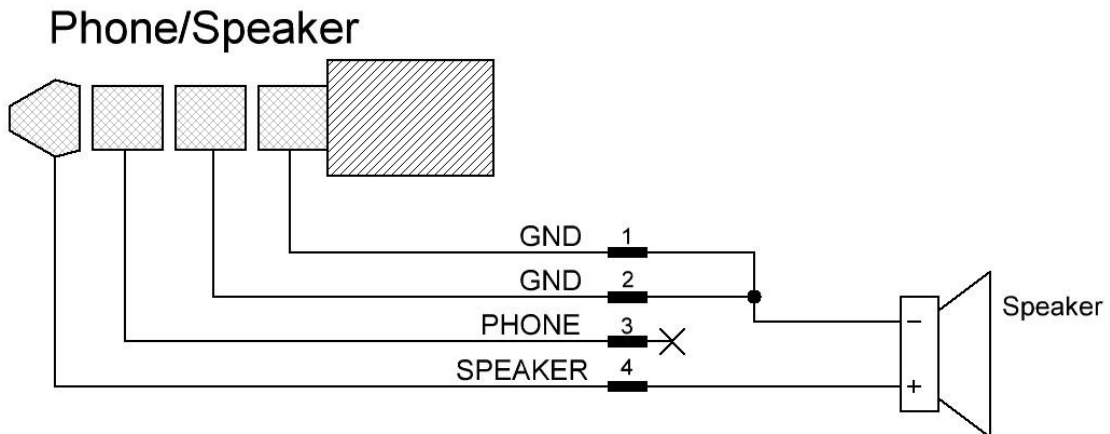 Phone/Speaker
GND 1
GND 2
PHONE 3
SPEAKER 4
−
+
Speaker